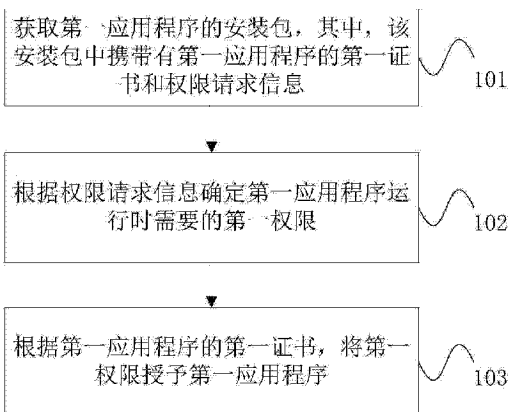 获取第一应用程序的安装包，其中，该
安装包中携带有第一应用程序的第一证
书和权限请求信息
101
根据权限请求信息确定第一应用程序运
行时需要的第一权限
102
根据第一应用程序的第一证书，将第一
权限授予第一应用程序
103